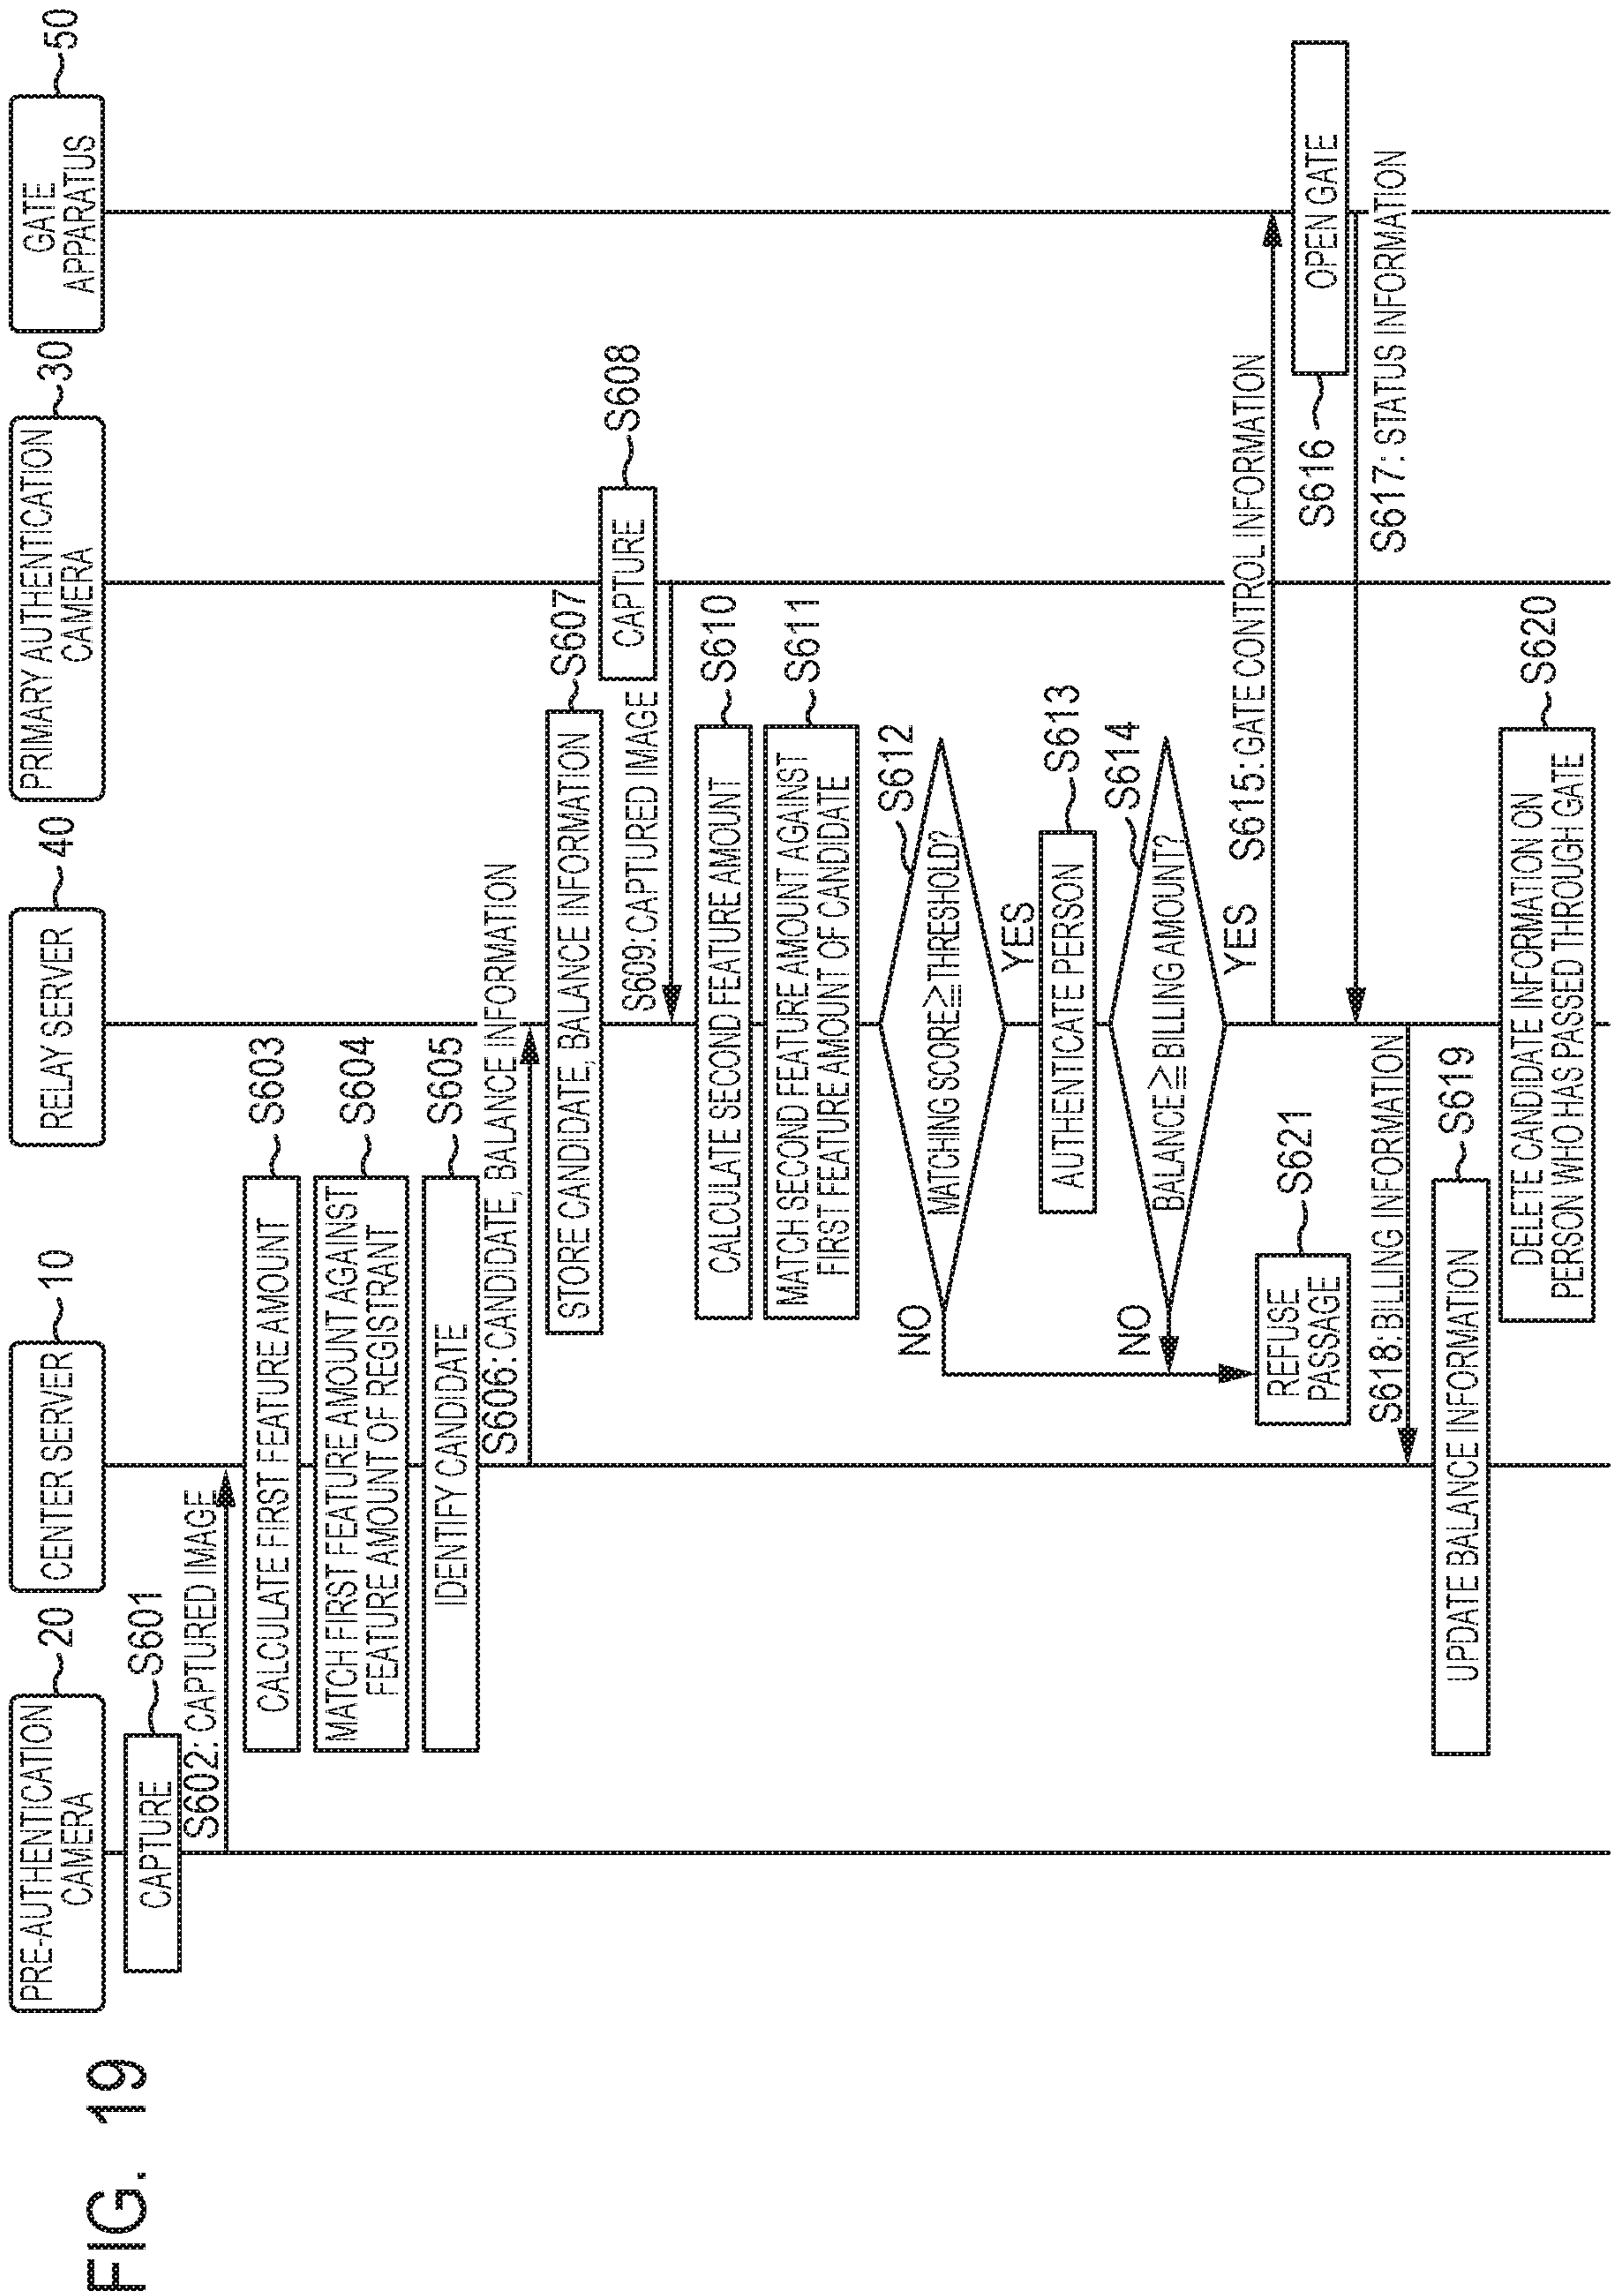 FIG. 19
PRE-AUTHENTICATION
CAMERA
20
CENTER SERVER
10
RELAY SERVER
40
PRIMARY AUTHENTICATION
CAMERA
30
GATE
APPARATUS
50
CAPTURE
S601
S602: CAPTURED IMAGE
CALCULATE FIRST FEATURE AMOUNT
S603
MATCH FIRST FEATURE AMOUNT AGAINST
FEATURE AMOUNT OF REGISTRANT
S604
IDENTIFY CANDIDATE
S605
S606: CANDIDATE, BALANCE INFORMATION
STORE CANDIDATE, BALANCE INFORMATION
S607
CAPTURE
S608
S609: CAPTURED IMAGE
CALCULATE SECOND FEATURE AMOUNT
S610
MATCH SECOND FEATURE AMOUNT AGAINST
FIRST FEATURE AMOUNT OF CANDIDATE
S611
MATCHING SCORE≧THRESHOLD?
S612
NO
YES
AUTHENTICATE PERSON
S613
BALANCE≧BILLING AMOUNT?
S614
NO
YES
S615: GATE CONTROL INFORMATION
REFUSE
PASSAGE
S621
OPEN GATE
S616
S617: STATUS INFORMATION
S618: BILLING INFORMATION
UPDATE BALANCE INFORMATION
S619
DELETE CANDIDATE INFORMATION ON
PERSON WHO HAS PASSED THROUGH GATE
S620